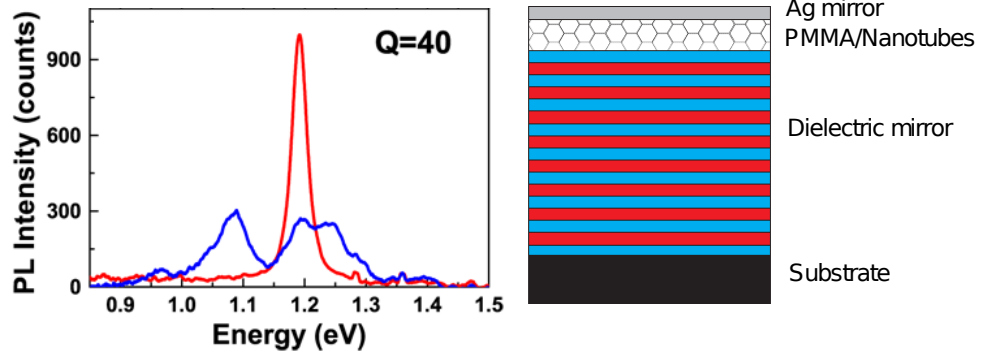 Q=40
PL Intensity (counts)
900
600
300
0
0.9 1.0 1.1 1.2 1.3 1.4 1.5
Energy (eV)
Ag mirror
PMMA/Nanotubes
Dielectric mirror
Substrate